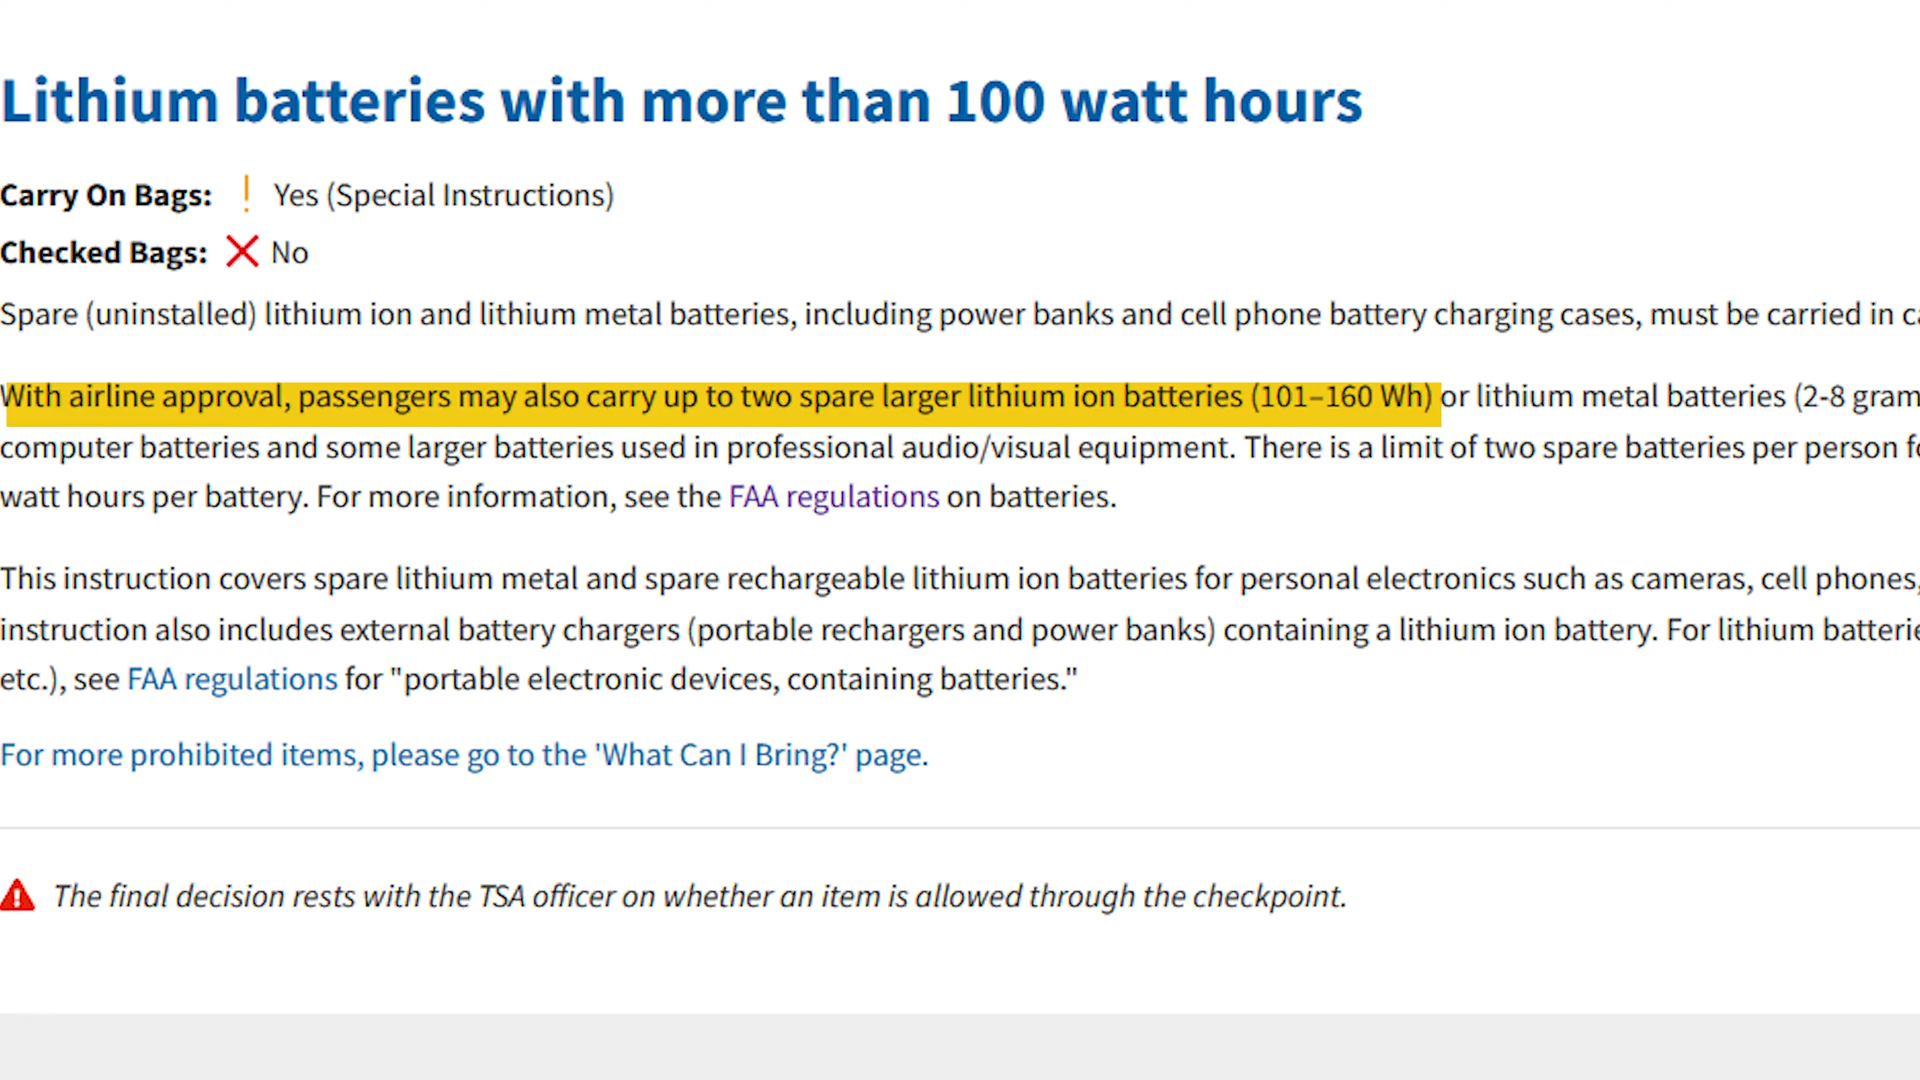 Lithium batteries with more than 100 watt hours
Carry On Bags: ! Yes (Special Instructions)
Checked Bags: No
Spare (uninstalled) lithium ion and lithium metal batteries, including power banks and cell phone battery charging cases, must be carried in
With airline approval, passengers may also carry up to two spare larger lithium ion batteries (101–160 Wh) or lithium metal batteries (2-8
computer batteries and some larger batteries used in professional audio/visual equipment. There is a limit of two spare batteries per person
watt hours per battery. For more information, see the FAA regulations on batteries.
This instruction covers spare lithium metal and spare rechargeable lithium ion batteries for personal electronics such as cameras, cell phones,
instruction also includes external battery chargers (portable rechargers and power banks) containing a lithium ion battery. For lithium
etc.), see FAA regulations for "portable electronic devices, containing batteries."
For more prohibited items, please go to the 'What Can I Bring?' page.
The final decision rests with the TSA officer on whether an item is allowed through the checkpoint.